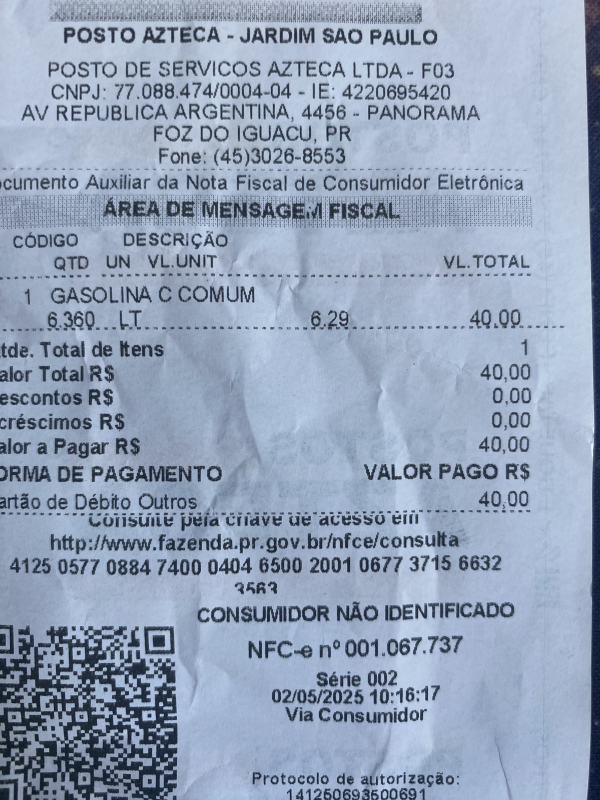 POSTO AZTECA - JARDIM SAO PAULO
POSTO DE SERVICOS AZTECA LTDA - F03
CNPJ: 77.088.474/0004-04 - IE: 4220695420
AV REPUBLICA ARGENTINA, 4456 - PANORAMA
FOZ DO IGUACU, PR
Fone: (45)3026-8553
ocumento Auxiliar da Nota Fiscal de Consumidor Eletrônica
ÁREA DE MENSAGEM FISCAL
CÓDIGO DESCRIÇÃO
QTD UN VL.UNIT VL.TOTAL
1 GASOLINA C COMUM
6.360 LT 6.29 40.00
tde. Total de Itens 1
alor Total R$ 40,00
escontos R$ 0,00
créscimos R$ 0,00
alor a Pagar R$ 40,00
ORMA DE PAGAMENTO VALOR PAGO R$
artão de Débito Outros 40,00
Consulte pela chave de acesso em
http://www.fazenda.pr.gov.br/nfce/consulta
4125 0577 0884 7400 0404 6500 2001 0677 3715 6632
3563
CONSUMIDOR NÃO IDENTIFICADO
NFC-e nº 001.067.737
Série 002
02/05/2025 10:16:17
Via Consumidor
Protocolo de autorização:
141250693500691